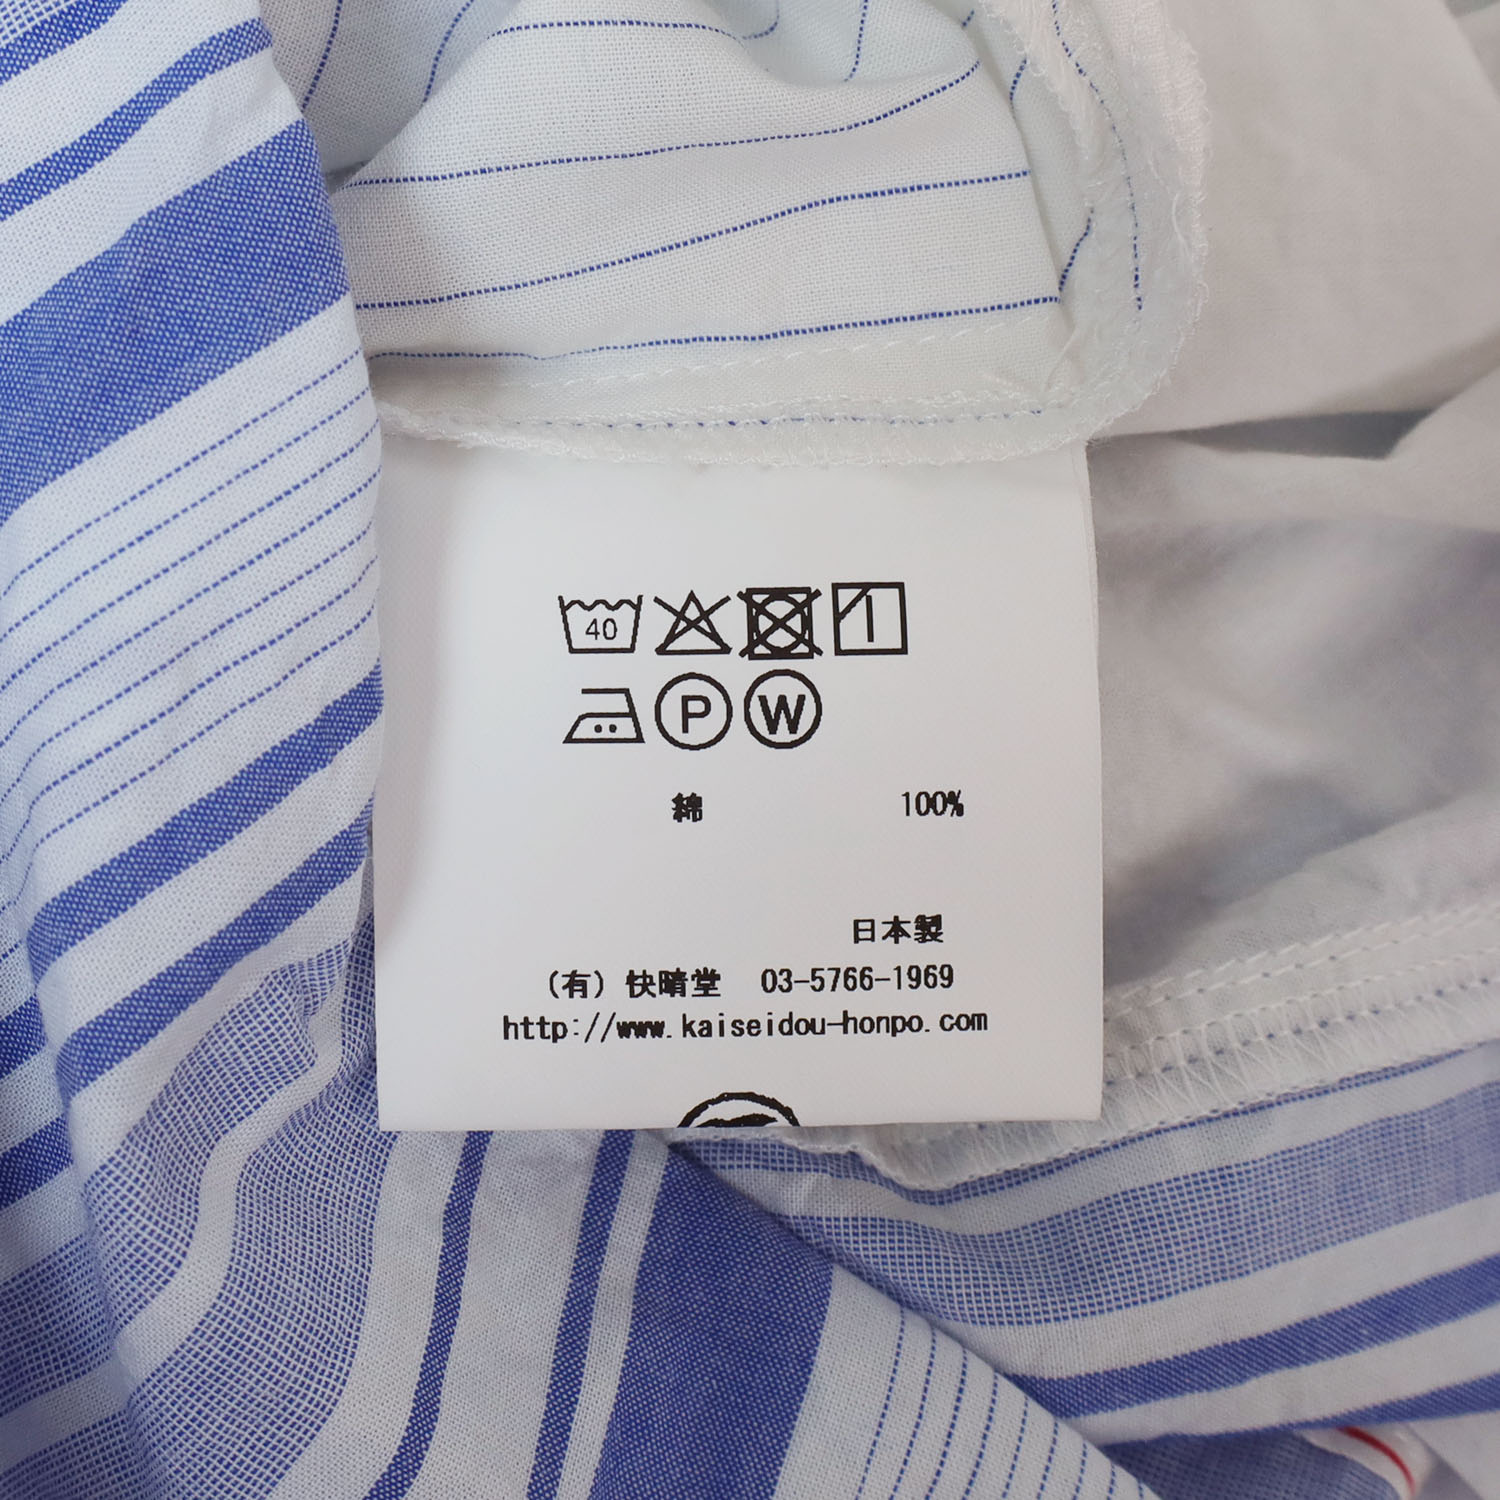 40
P W
綿 100%
日本製
(有) 快晴堂 03-5766-1969
http://www.kaiseidou-honpo.com